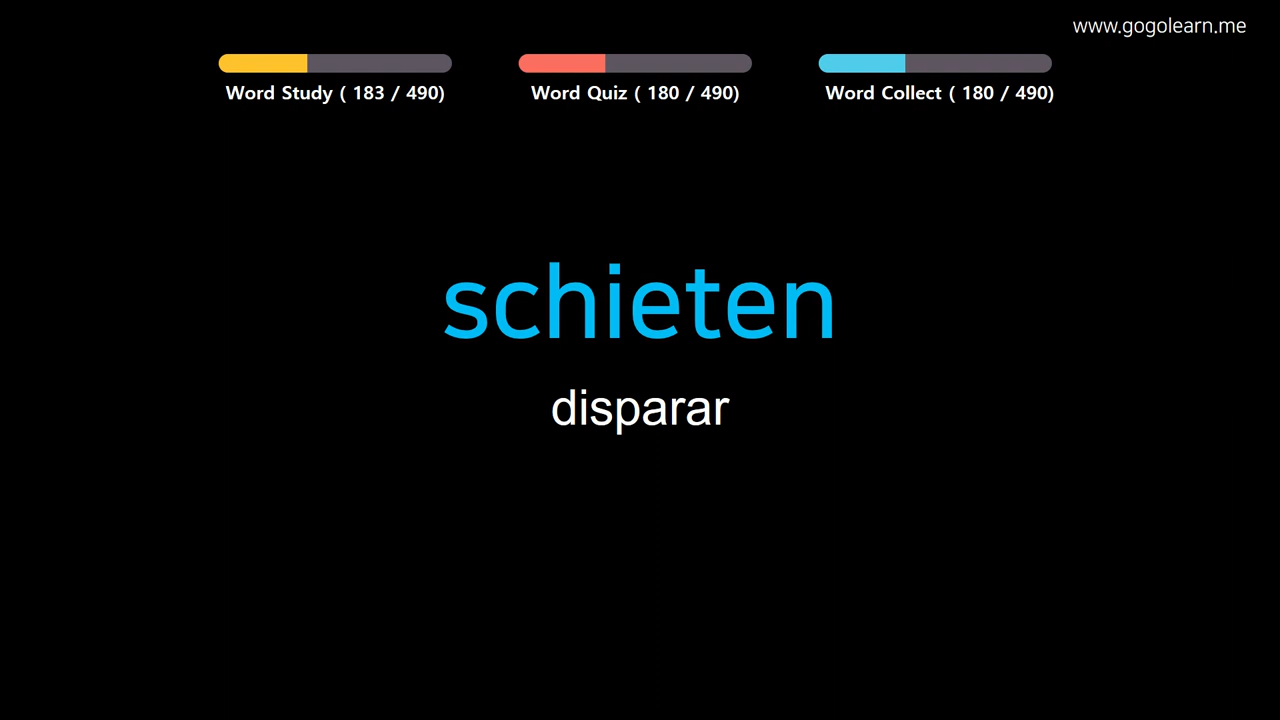 www.gogolearn.me
Word Study ( 183 / 490)
Word Quiz ( 180 / 490)
Word Collect ( 180 / 490)
schieten
disparar